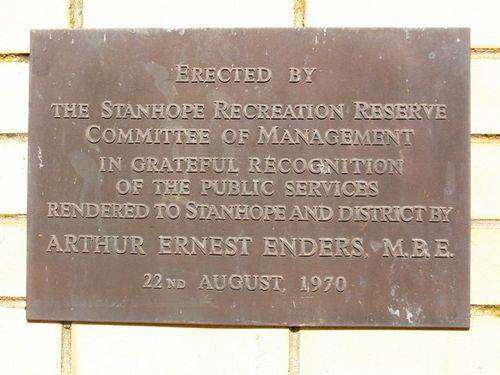 ERECTED BY
THE STANHOPE RECREATION RESERVE
COMMITTEE OF MANAGEMENT
IN GRATEFUL RECOGNITION
OF THE PUBLIC SERVICES
RENDERED TO STANHOPE AND DISTRICT BY
ARTHUR ERNEST ENDERS, M.B.E.
22ND AUGUST, 1970